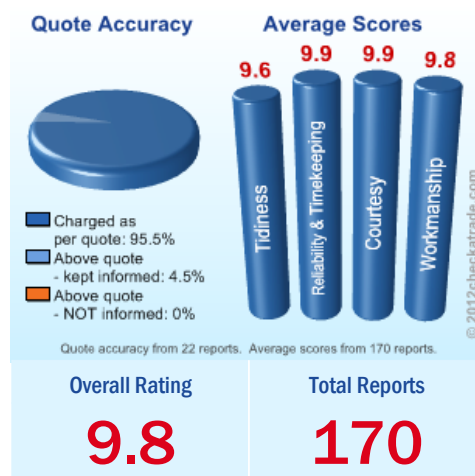 Quote Accuracy
Average Scores
9.6
9.9
9.9
9.8
Tidiness
Reliability & Timekeeping
Courtesy
Workmanship
Charged as
per quote: 95.5%
Above quote
- kept informed: 4.5%
Above quote
- NOT informed: 0%
© 2012checkatrade.com
Quote accuracy from 22 reports. Average scores from 170 reports.
Overall Rating
Total Reports
9.8
170